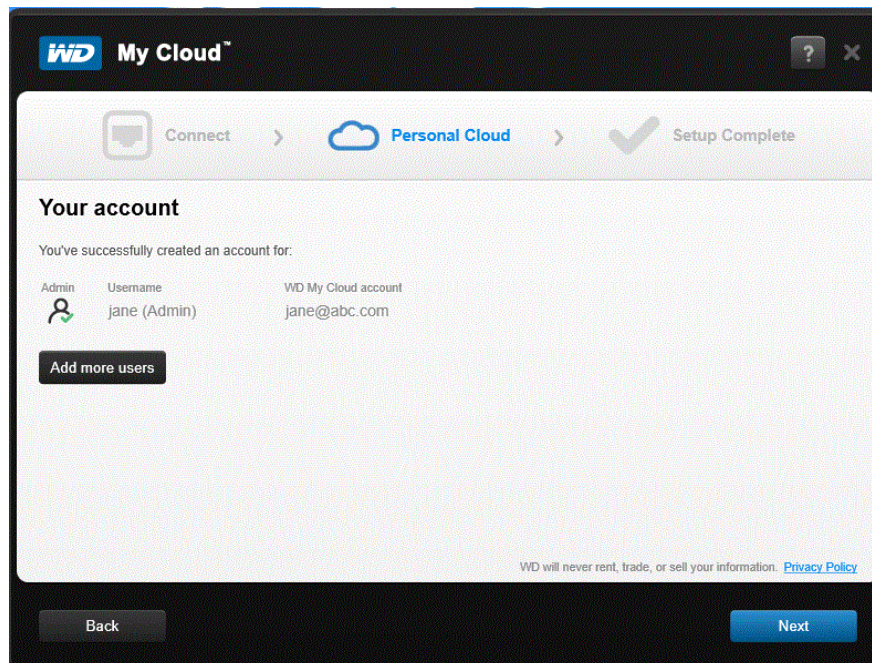 WD My Cloud™ ?
Connect > Personal Cloud > Setup Complete
Your account
You've successfully created an account for:
Admin Username WD My Cloud account
jane (Admin) jane@abc.com
Add more users
WD will never rent, trade, or sell your information. Privacy Policy
Back Next